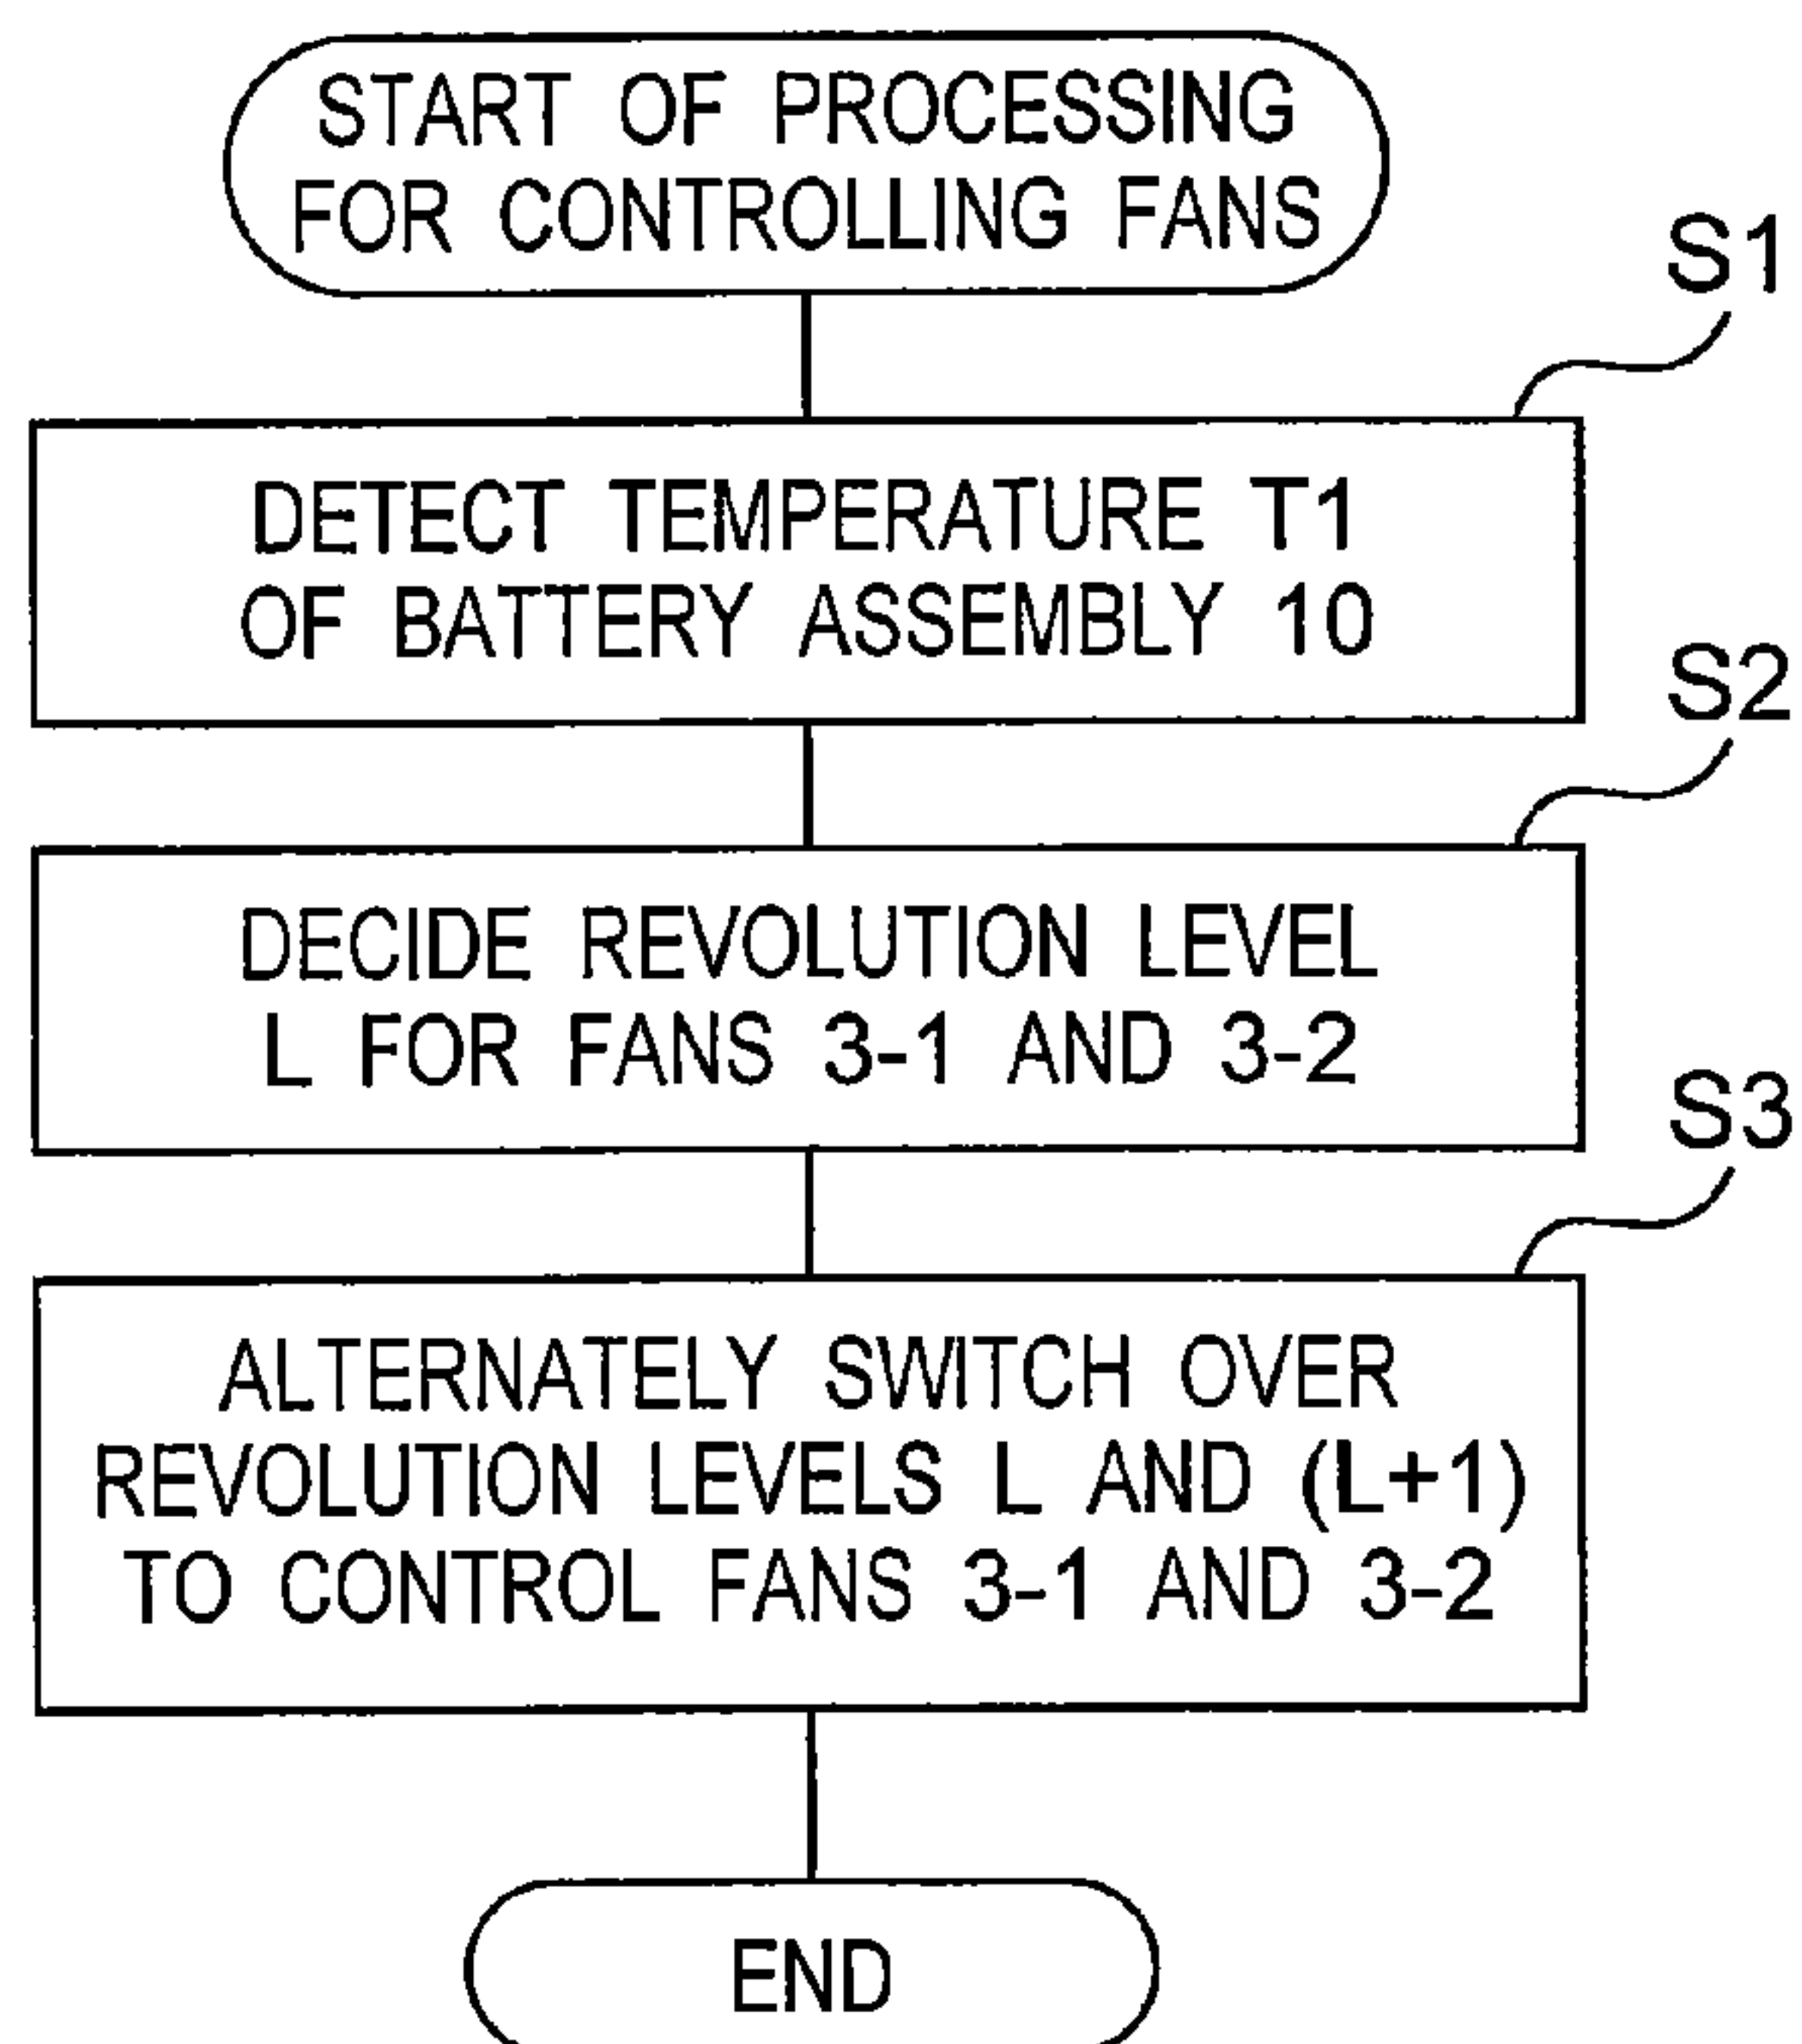 START OF PROCESSING
FOR CONTROLLING FANS
S1
DETECT TEMPERATURE T1
OF BATTERY ASSEMBLY 10
S2
DECIDE REVOLUTION LEVEL
L FOR FANS 3-1 AND 3-2
S3
ALTERNATELY SWITCH OVER
REVOLUTION LEVELS L AND (L+1)
TO CONTROL FANS 3-1 AND 3-2
END